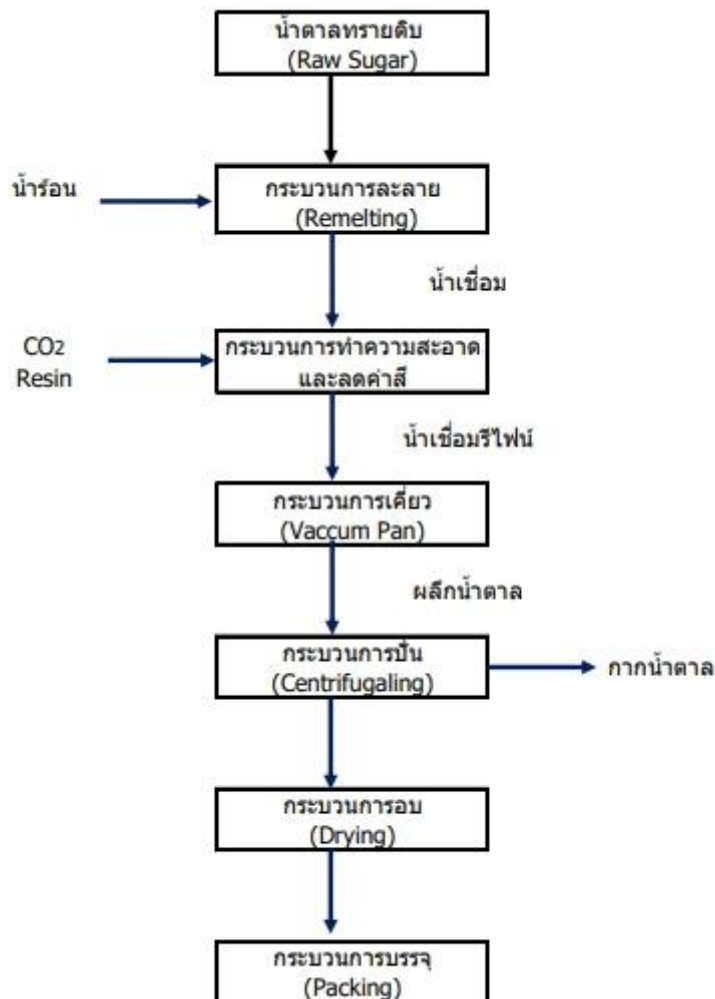 น้ำตาลทรายดิบ
(Raw Sugar)
น้ำร้อน
กระบวนการละลาย
(Remelting)
น้ำเชื่อม
CO2
Resin
กระบวนการทำความสะอาด
และลดค่าสี
น้ำเชื่อมรีไฟน์
กระบวนการเคี่ยว
(Vaccum Pan)
ผลึกน้ำตาล
กระบวนการปั่น
(Centrifugaling)
กากน้ำตาล
กระบวนการอบ
(Drying)
กระบวนการบรรจุ
(Packing)